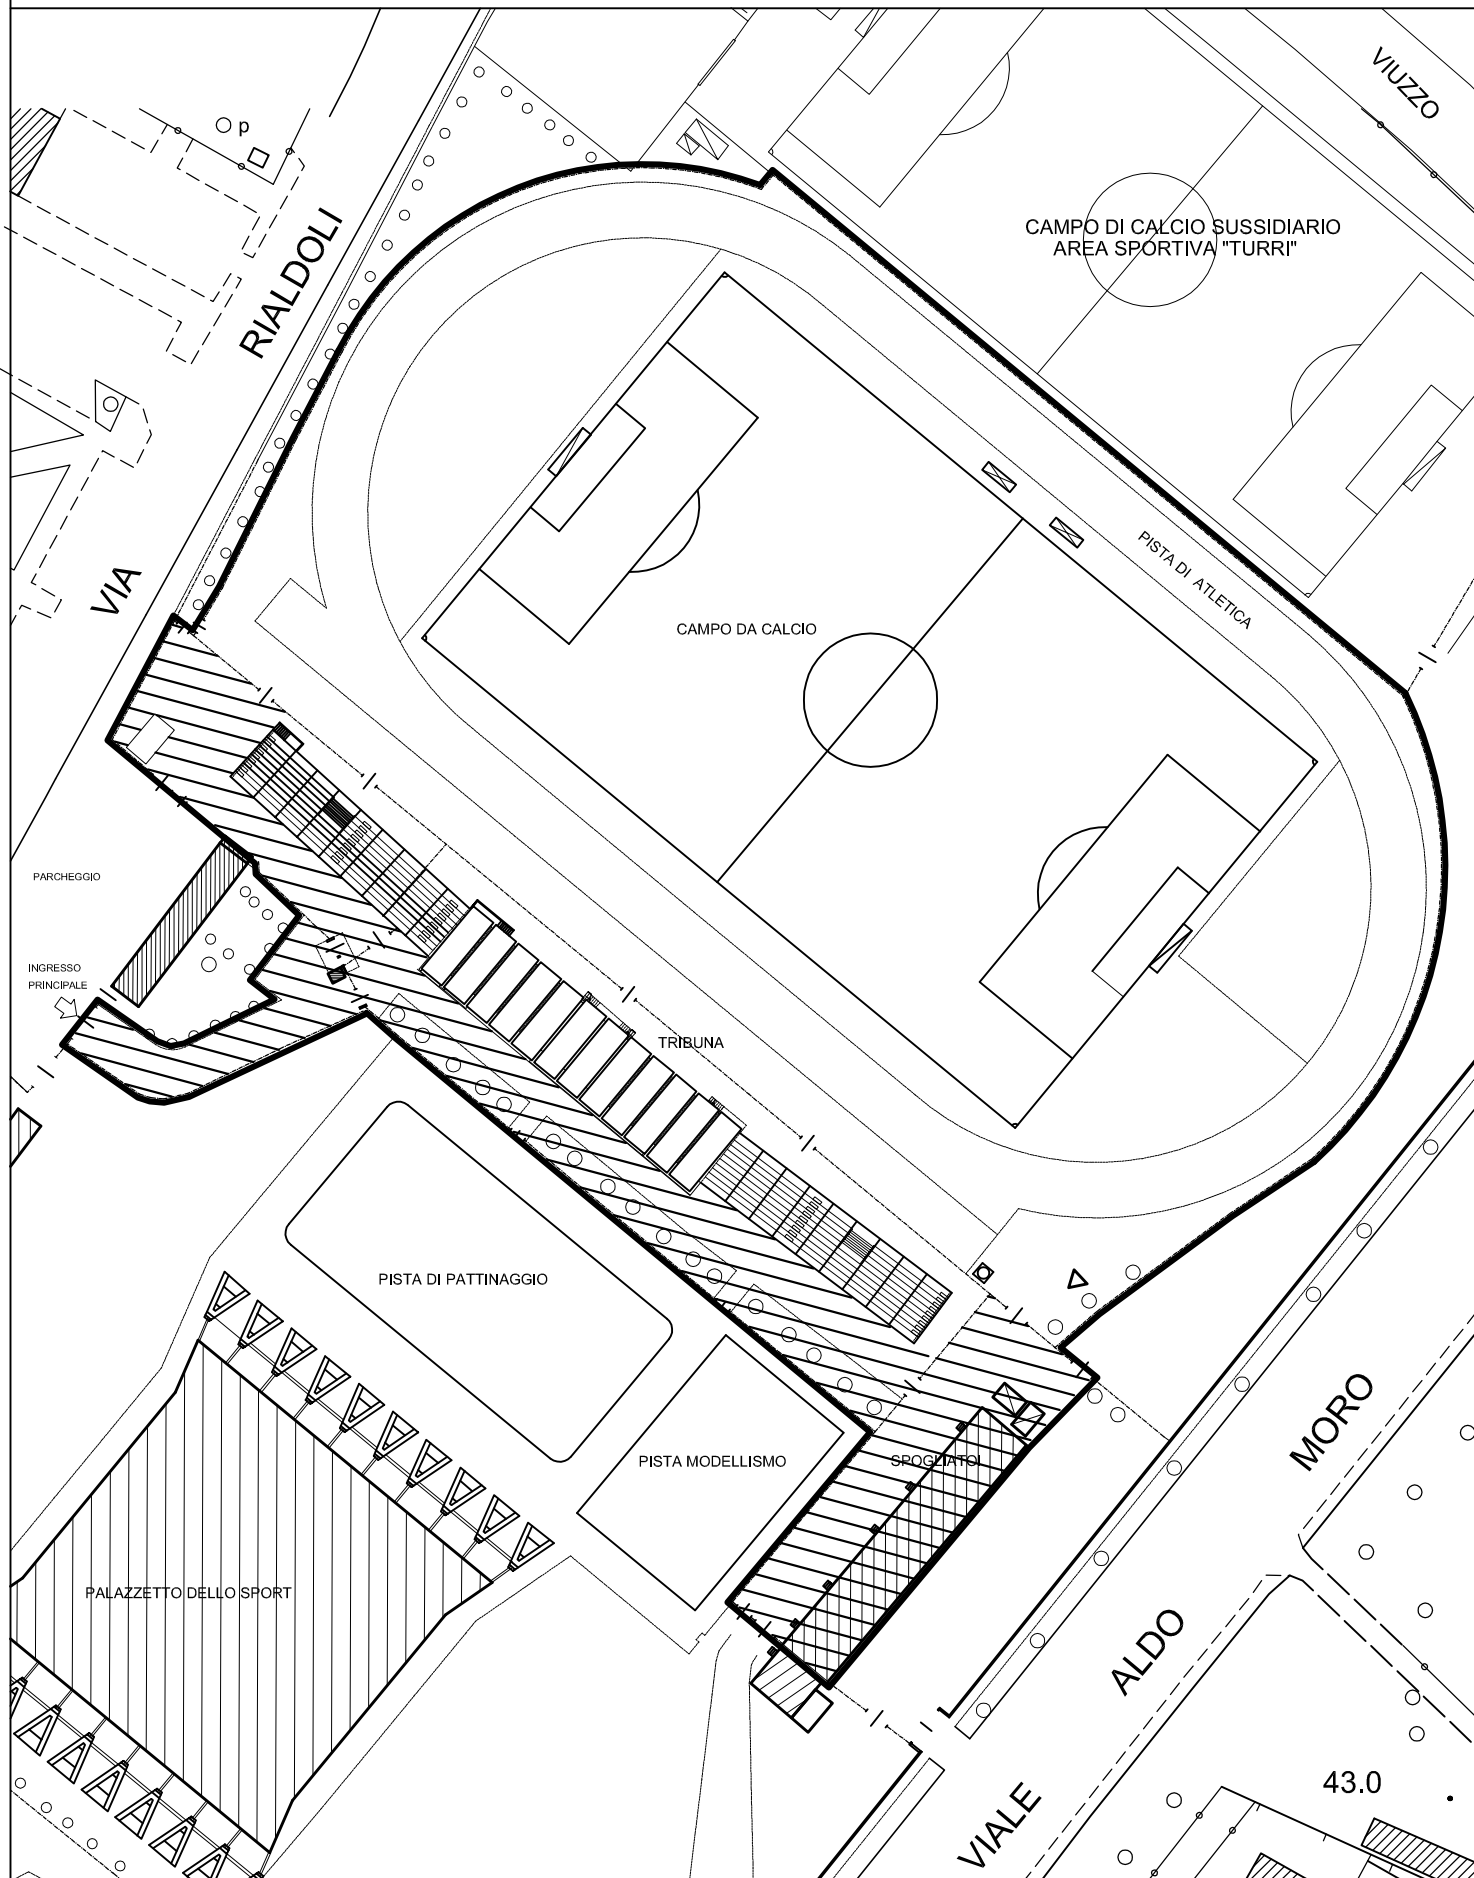 VIUZZO
p
CAMPO DI CALCIO SUSSIDIARIO
AREA SPORTIVA "TURRI"
VIA RIALDOLI
PISTA DI ATLETICA
CAMPO DA CALCIO
PARCHEGGIO
INGRESSO
PRINCIPALE
TRIBUNA
PISTA DI PATTINAGGIO
PISTA MODELLISMO
SPOGLIATOI
PALAZZETTO DELLO SPORT
VIALE ALDO MORO
43.0